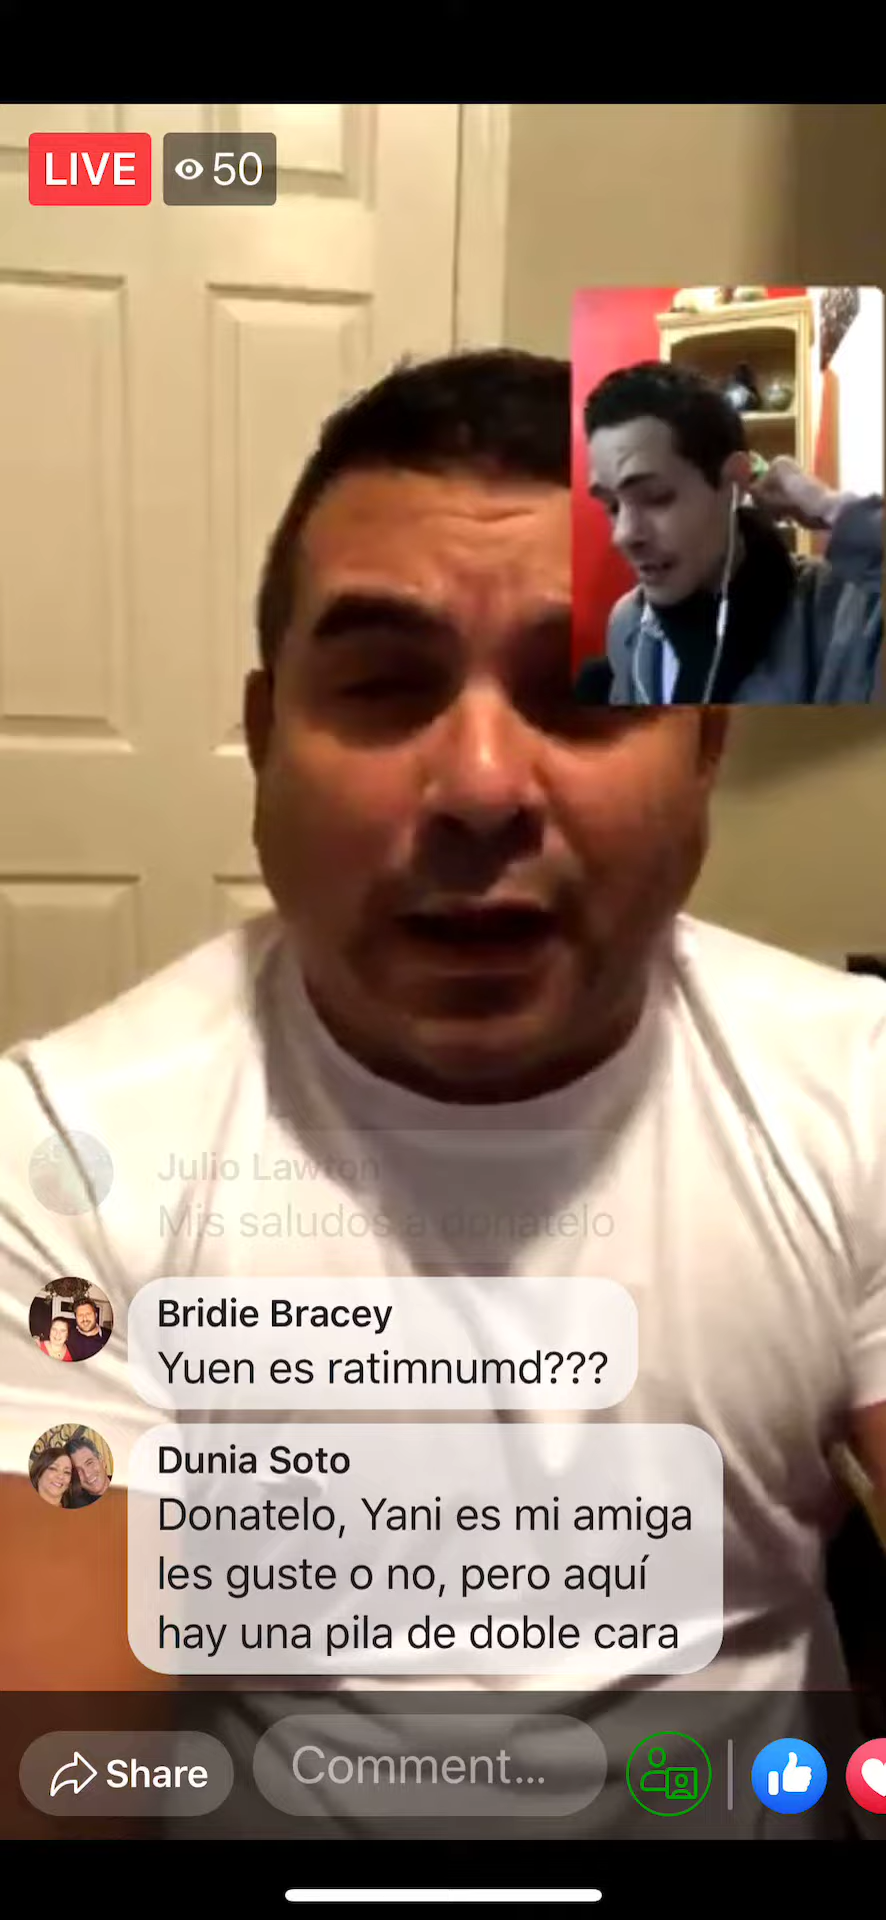 LIVE
50
Julio Lawton
Mis saludos a donatelo
Bridie Bracey
Yuen es ratimnumd???
Dunia Soto
Donatelo, Yani es mi amiga
les guste o no, pero aquí
hay una pila de doble cara
Share
Comment...